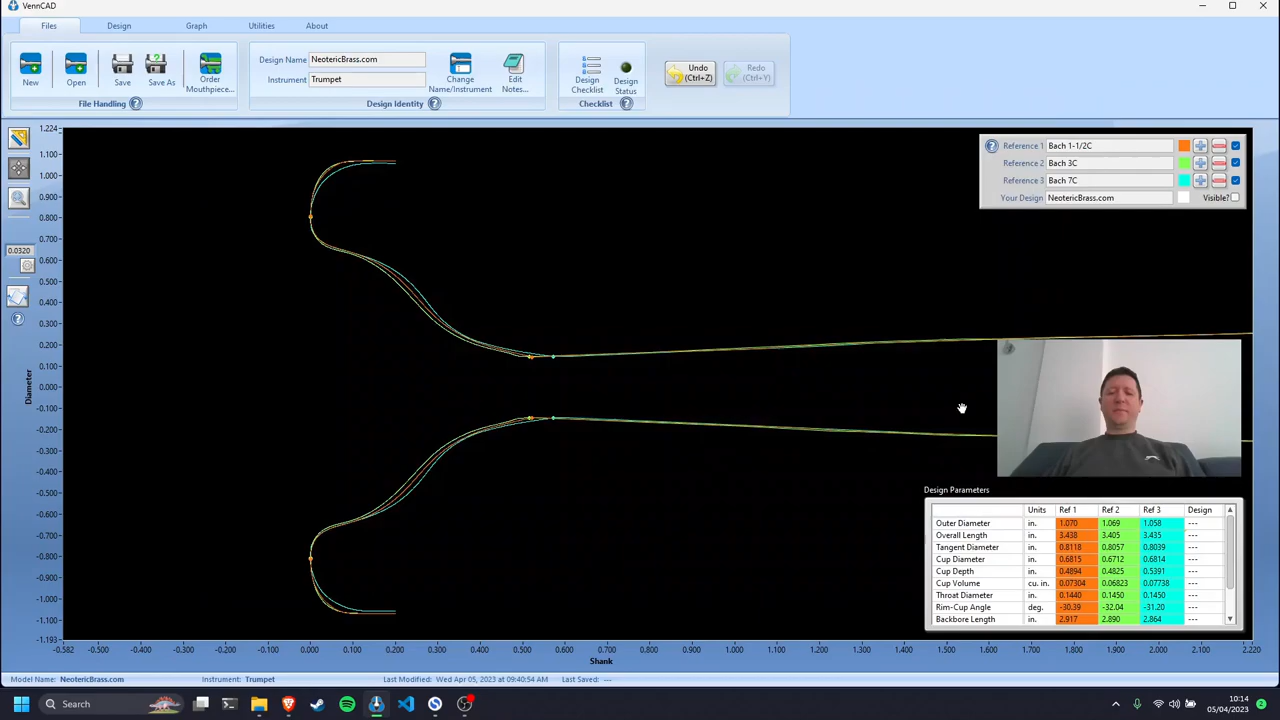 VennCAD
Files Design Graph Utilities About
New Open Save Save As Order Mouthpiece...
File Handling
Design Name NeotericBrass.com
Instrument Trumpet
Change Name/Instrument
Edit Notes...
Design Identity
Design Checklist
Design Status
Checklist
Undo (Ctrl+Z)
Redo (Ctrl+Y)
1.224
1.100
1.000
0.900
0.800
0.700
0.600
0.500
0.400
0.300
0.200
0.100
0.000
-0.100
-0.200
-0.300
-0.400
-0.500
-0.600
-0.700
-0.800
-0.900
-1.000
-1.100
-1.193
Diameter
0.0320
Reference 1 Bach 1-1/2C
Reference 2 Bach 3C
Reference 3 Bach 7C
Your Design NeotericBrass.com Visible?
Design Parameters
Units Ref 1 Ref 2 Ref 3 Design
Outer Diameter in. 1.070 1.069 1.058 ---
Overall Length in. 3.438 3.405 3.435 ---
Tangent Diameter in. 0.8118 0.8057 0.8039 ---
Cup Diameter in. 0.6815 0.6712 0.6814 ---
Cup Depth in. 0.4894 0.4825 0.5391 ---
Cup Volume cu. in. 0.07304 0.06823 0.07738 ---
Throat Diameter in. 0.1440 0.1450 0.1450 ---
Rim-Cup Angle deg. -30.39 -32.04 -31.20 ---
Backbore Length in. 2.917 2.890 2.864 ---
-0.582 -0.500 -0.400 -0.300 -0.200 -0.100 0.000 0.100 0.200 0.300 0.400 0.500 0.600 0.700 0.800 0.900 1.000 1.100 1.200 1.300 1.400 1.500 1.600 1.700 1.800 1.900 2.000 2.100 2.220
Shank
Model Name: NeotericBrass.com Instrument: Trumpet Last Modified: Wed Apr 05, 2023 @ 09:40:54 AM Last Saved: ---
Search
10:14
05/04/2023
2